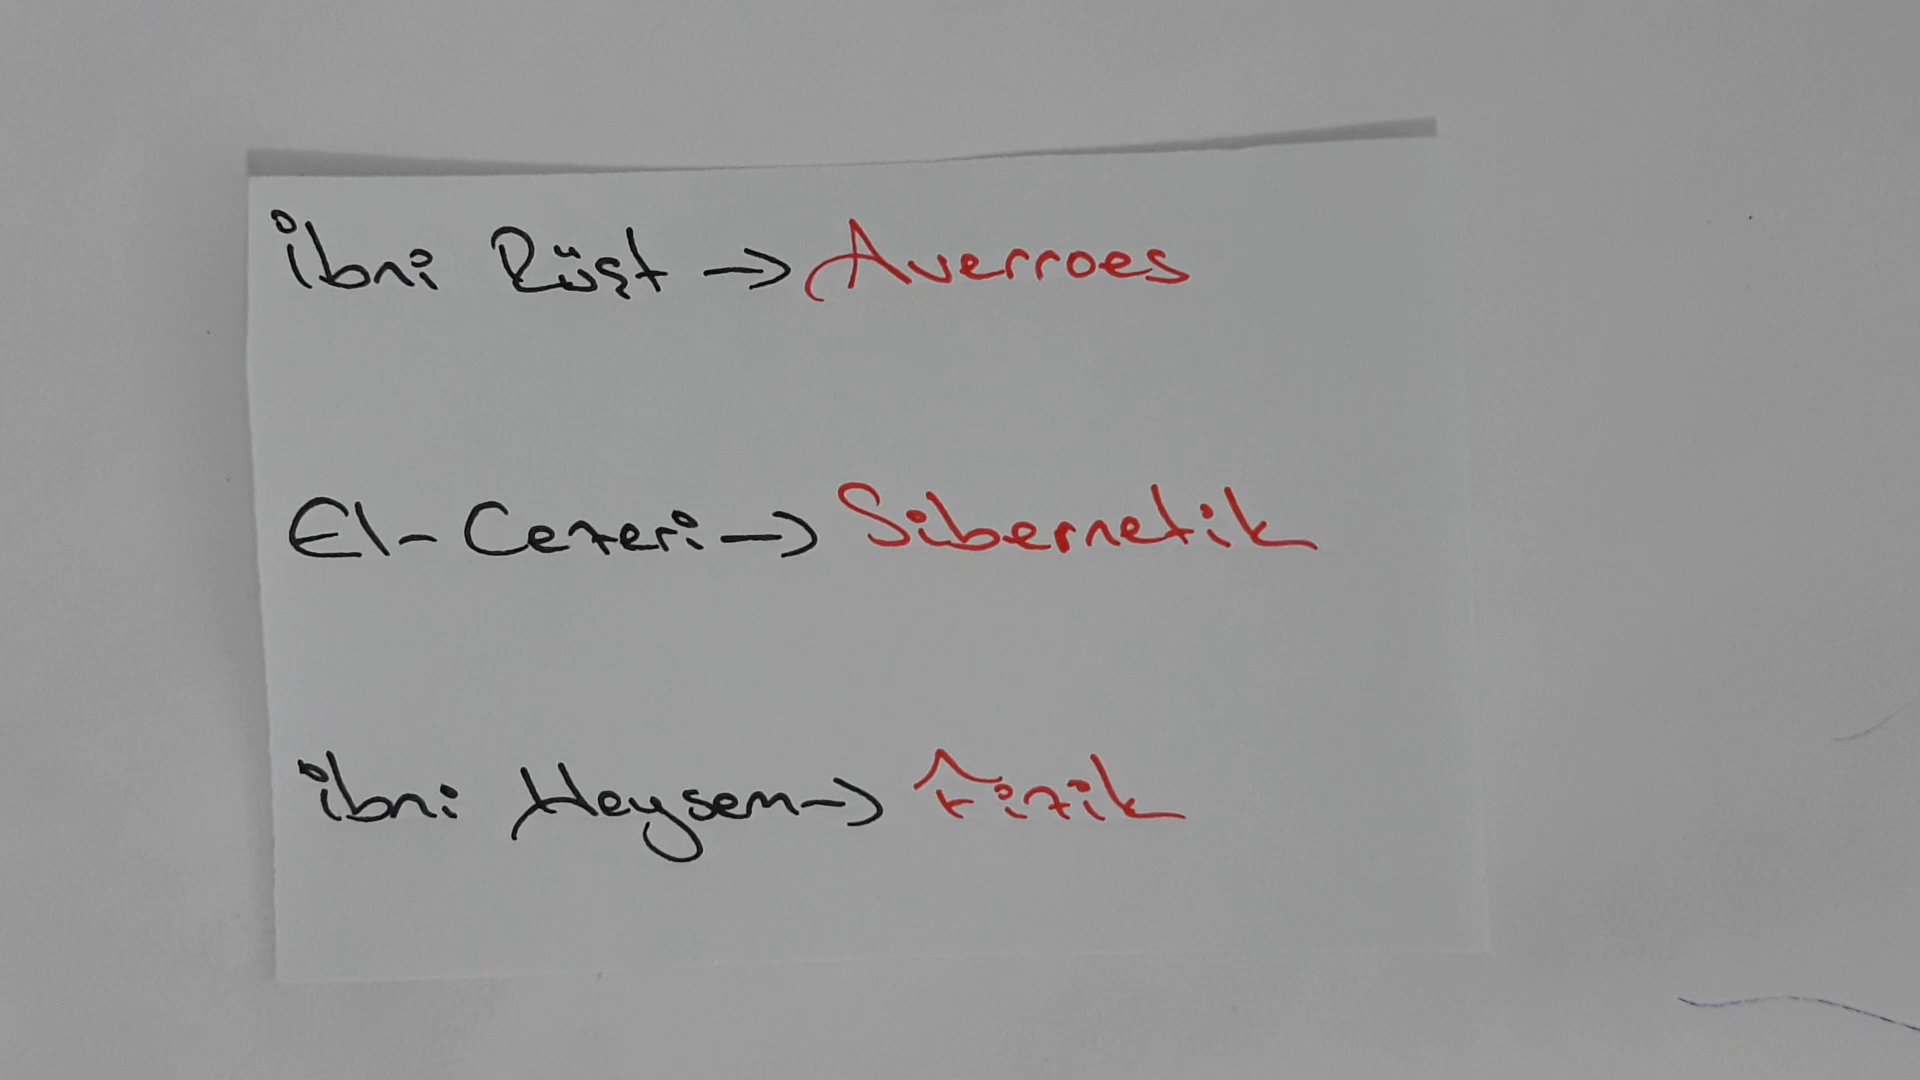 İbni Rüşt → Averroes
El-Cezeri → Sibernetik
İbni Heysem → Fizik